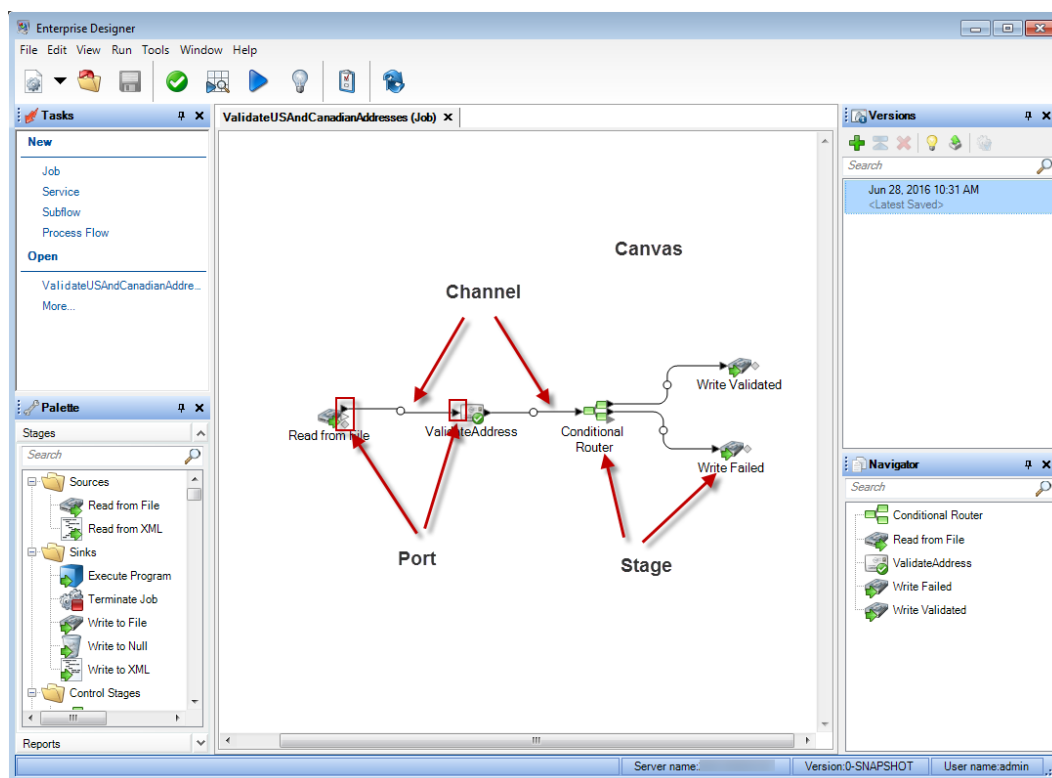 Enterprise Designer
File Edit View Run Tools Window Help
Tasks
New
Job
Service
Subflow
Process Flow
Open
ValidateUSAndCanadianAddre...
More...
Palette
Stages
Search
Sources
Read from File
Read from XML
Sinks
Execute Program
Terminate Job
Write to File
Write to Null
Write to XML
Control Stages
Reports
ValidateUSAndCanadianAddresses (Job)
Canvas
Channel
Write Validated
Read from File
ValidateAddress
Conditional
Router
Write Failed
Port
Stage
Versions
Search
Jun 28, 2016 10:31 AM
<Latest Saved>
Navigator
Search
Conditional Router
Read from File
ValidateAddress
Write Failed
Write Validated
Server name:
Version:0-SNAPSHOT
User name:admin